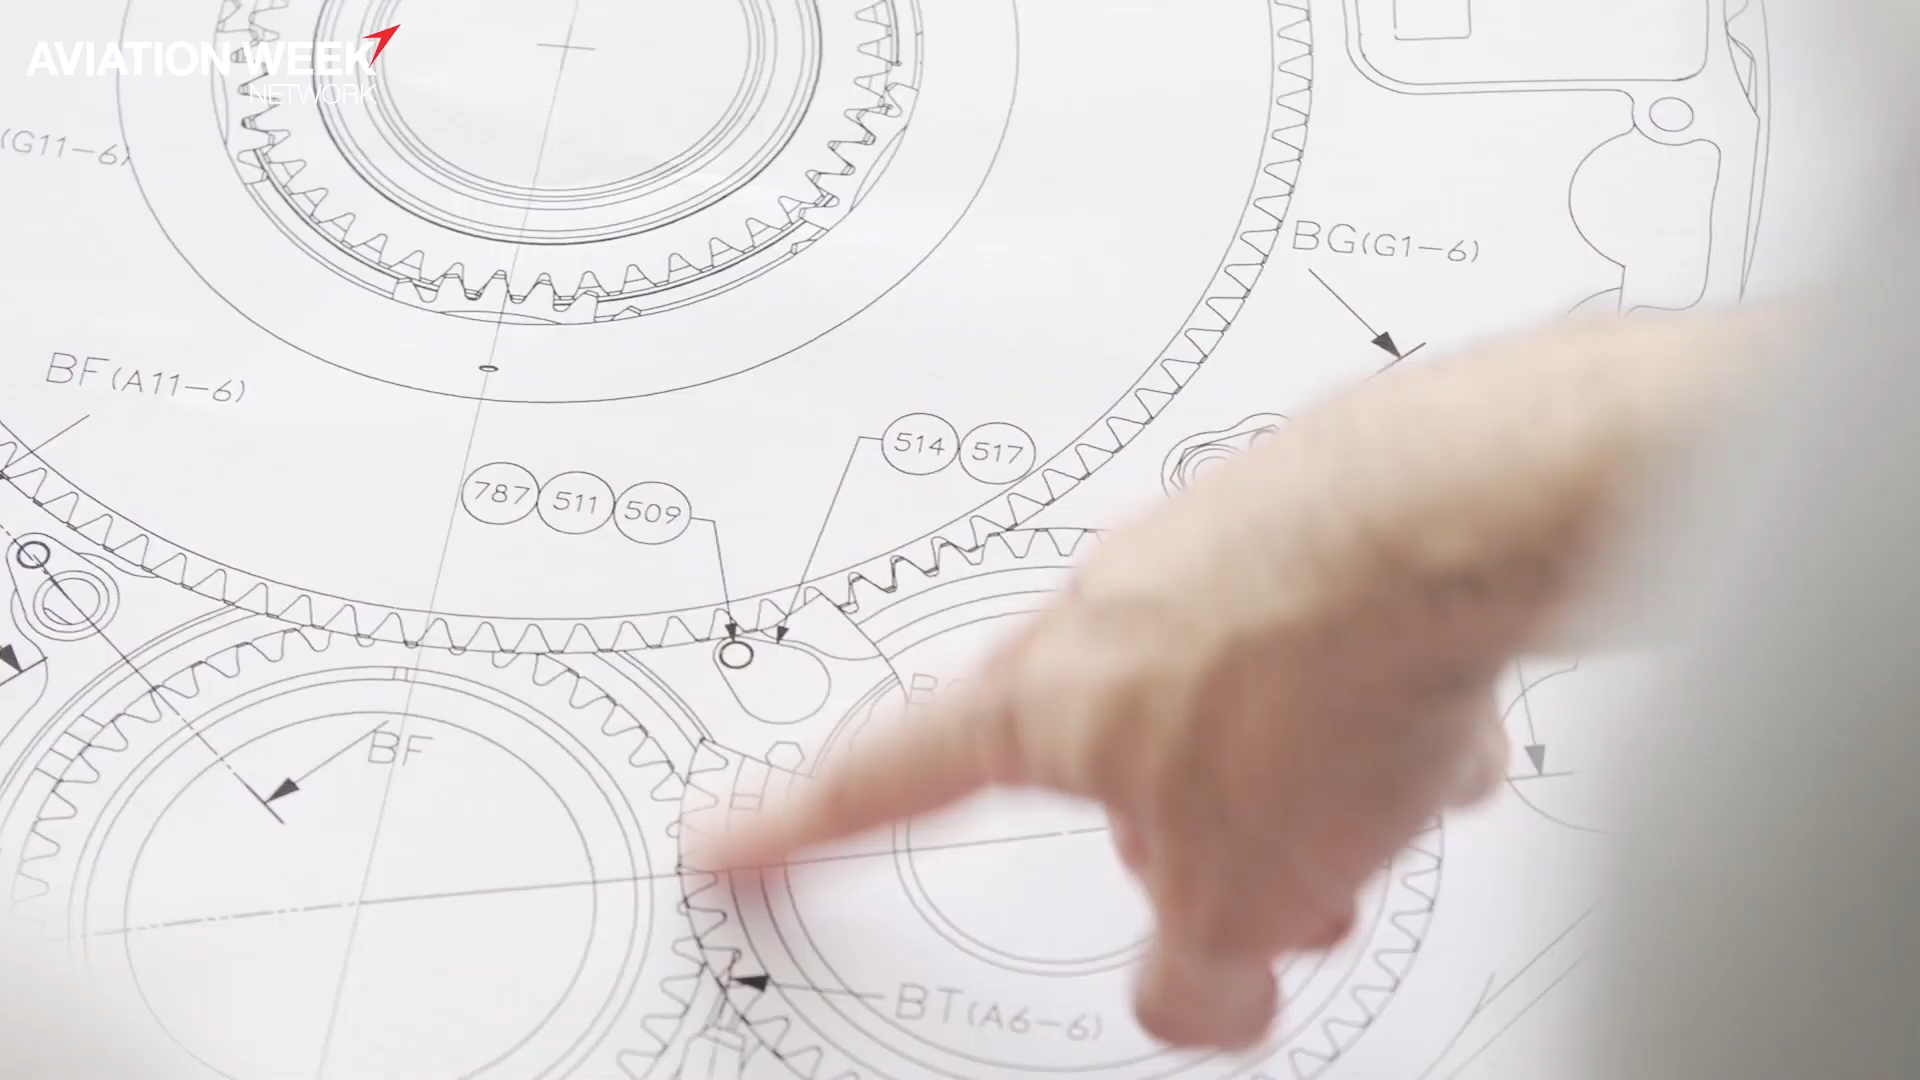 AVIATION WEEK
NETWORK
(G11-6)
BG(G1-6)
BF(A11-6)
514 517
787 511 509
BF
BT(A6-6)